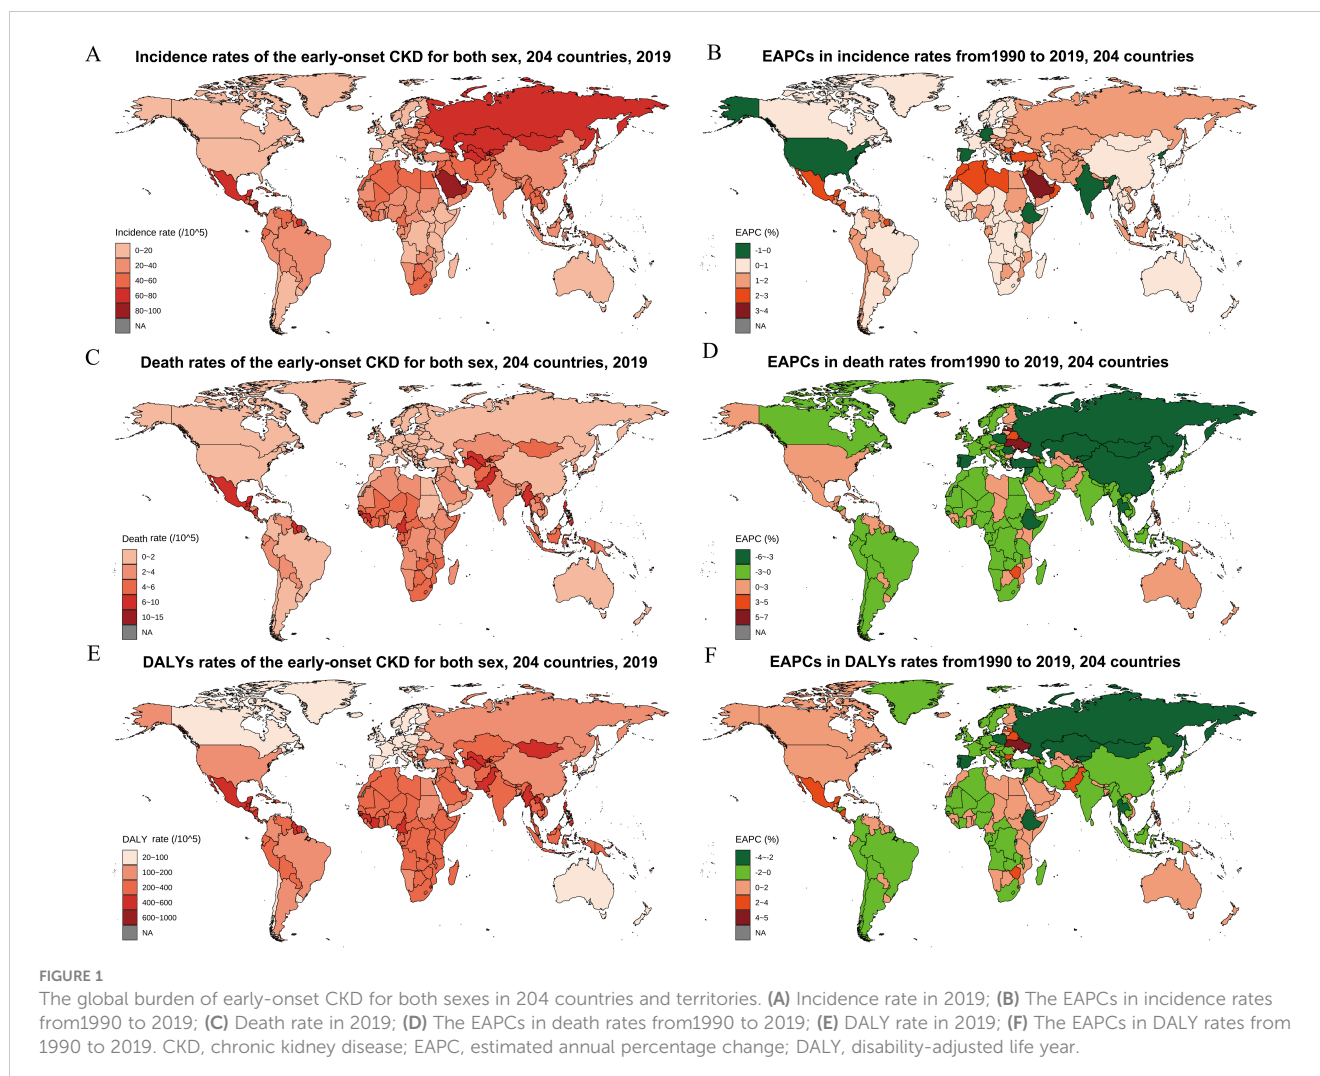 A
Incidence rates of the early-onset CKD for both sex, 204 countries, 2019
Incidence rate (/10^5)
0~20
20~40
40~60
60~80
80~100
NA
B
EAPCs in incidence rates from1990 to 2019, 204 countries
EAPC (%)
-1~0
0~1
1~2
2~3
3~4
NA
C
Death rates of the early-onset CKD for both sex, 204 countries, 2019
Death rate (/10^5)
0~2
2~4
4~6
6~10
10~15
NA
D
EAPCs in death rates from1990 to 2019, 204 countries
EAPC (%)
-6~-3
-3~0
0~3
3~5
5~7
NA
E
DALYs rates of the early-onset CKD for both sex, 204 countries, 2019
DALY rate (/10^5)
20~100
100~200
200~400
400~600
600~1000
NA
F
EAPCs in DALYs rates from1990 to 2019, 204 countries
EAPC (%)
-4~-2
-2~0
0~2
2~4
4~5
NA
FIGURE 1
The global burden of early-onset CKD for both sexes in 204 countries and territories. (A) Incidence rate in 2019; (B) The EAPCs in incidence rates
from1990 to 2019; (C) Death rate in 2019; (D) The EAPCs in death rates from1990 to 2019; (E) DALY rate in 2019; (F) The EAPCs in DALY rates from
1990 to 2019. CKD, chronic kidney disease; EAPC, estimated annual percentage change; DALY, disability-adjusted life year.